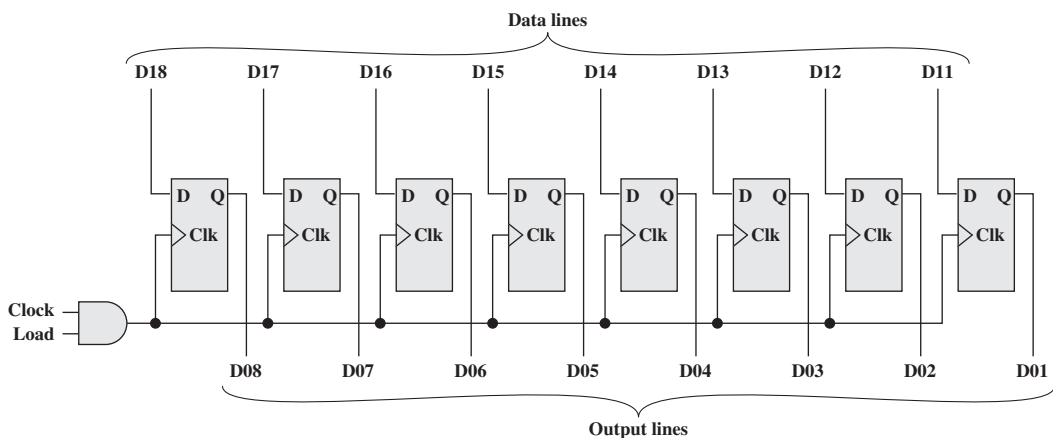 Data lines
D18 D17 D16 D15 D14 D13 D12 D11
D Q D Q D Q D Q D Q D Q D Q D Q
Clk Clk Clk Clk Clk Clk Clk Clk
Clock
Load
D08 D07 D06 D05 D04 D03 D02 D01
Output lines